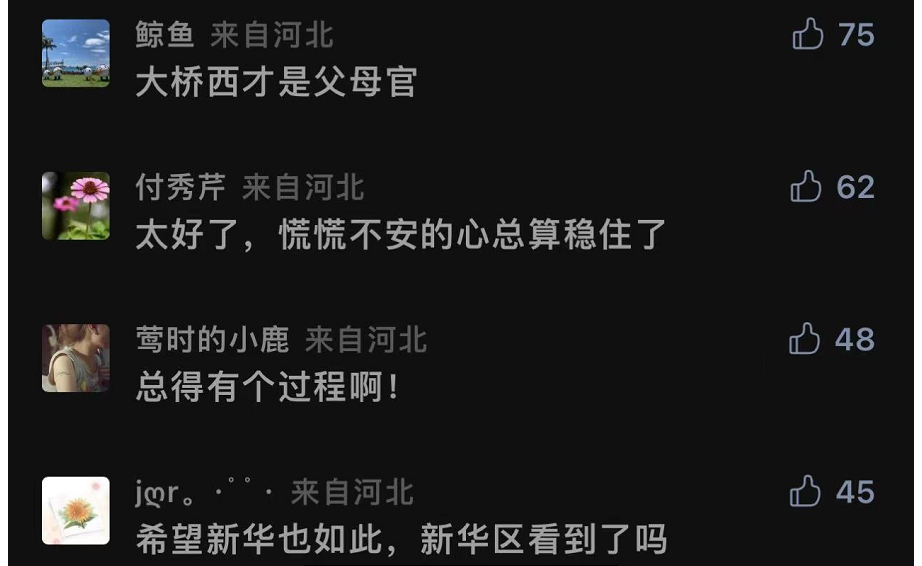 鲸鱼 来自河北 75
大桥西才是父母官
付秀芹 来自河北 62
太好了，慌慌不安的心总算稳住了
莺时的小鹿 来自河北 48
总得有个过程啊！
jღr。·ﾟﾟ· 来自河北 45
希望新华也如此，新华区看到了吗